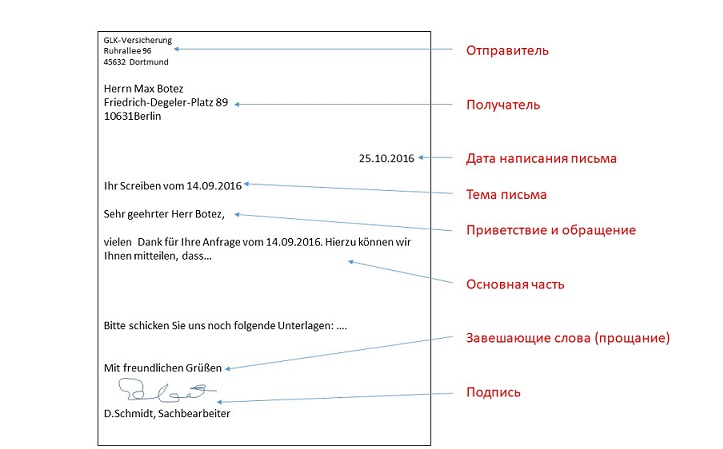 GLK-Versicherung
Ruhrallee 96
45632 Dortmund
Отправитель
Herrn Max Botez
Friedrich-Degeler-Platz 89
10631Berlin
Получатель
25.10.2016
Дата написания письма
Ihr Schreiben vom 14.09.2016
Тема письма
Sehr geehrter Herr Botez,
Приветствие и обращение
vielen Dank für Ihre Anfrage vom 14.09.2016. Hierzu können wir
Ihnen mitteilen, dass...
Основная часть
Bitte schicken Sie uns noch folgende Unterlagen: ....
Завешающие слова (прощание)
Mit freundlichen Grüßen
Подпись
D.Schmidt, Sachbearbeiter